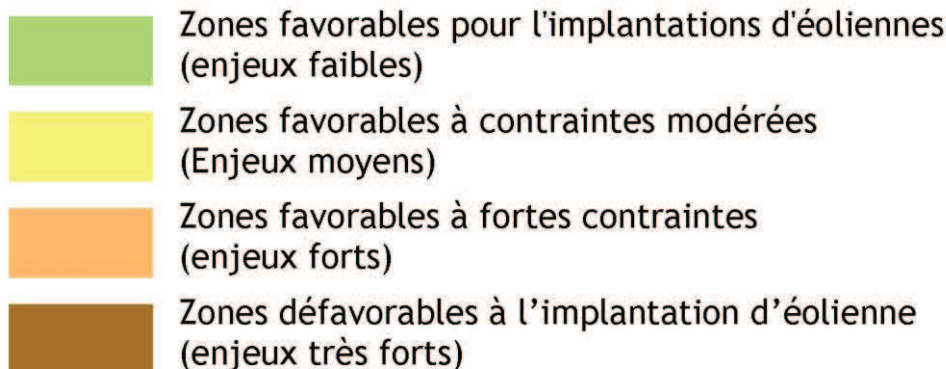 Zones favorables pour l'implantations d'éoliennes
(enjeux faibles)
Zones favorables à contraintes modérées
(Enjeux moyens)
Zones favorables à fortes contraintes
(enjeux forts)
Zones défavorables à l’implantation d’éolienne
(enjeux très forts)